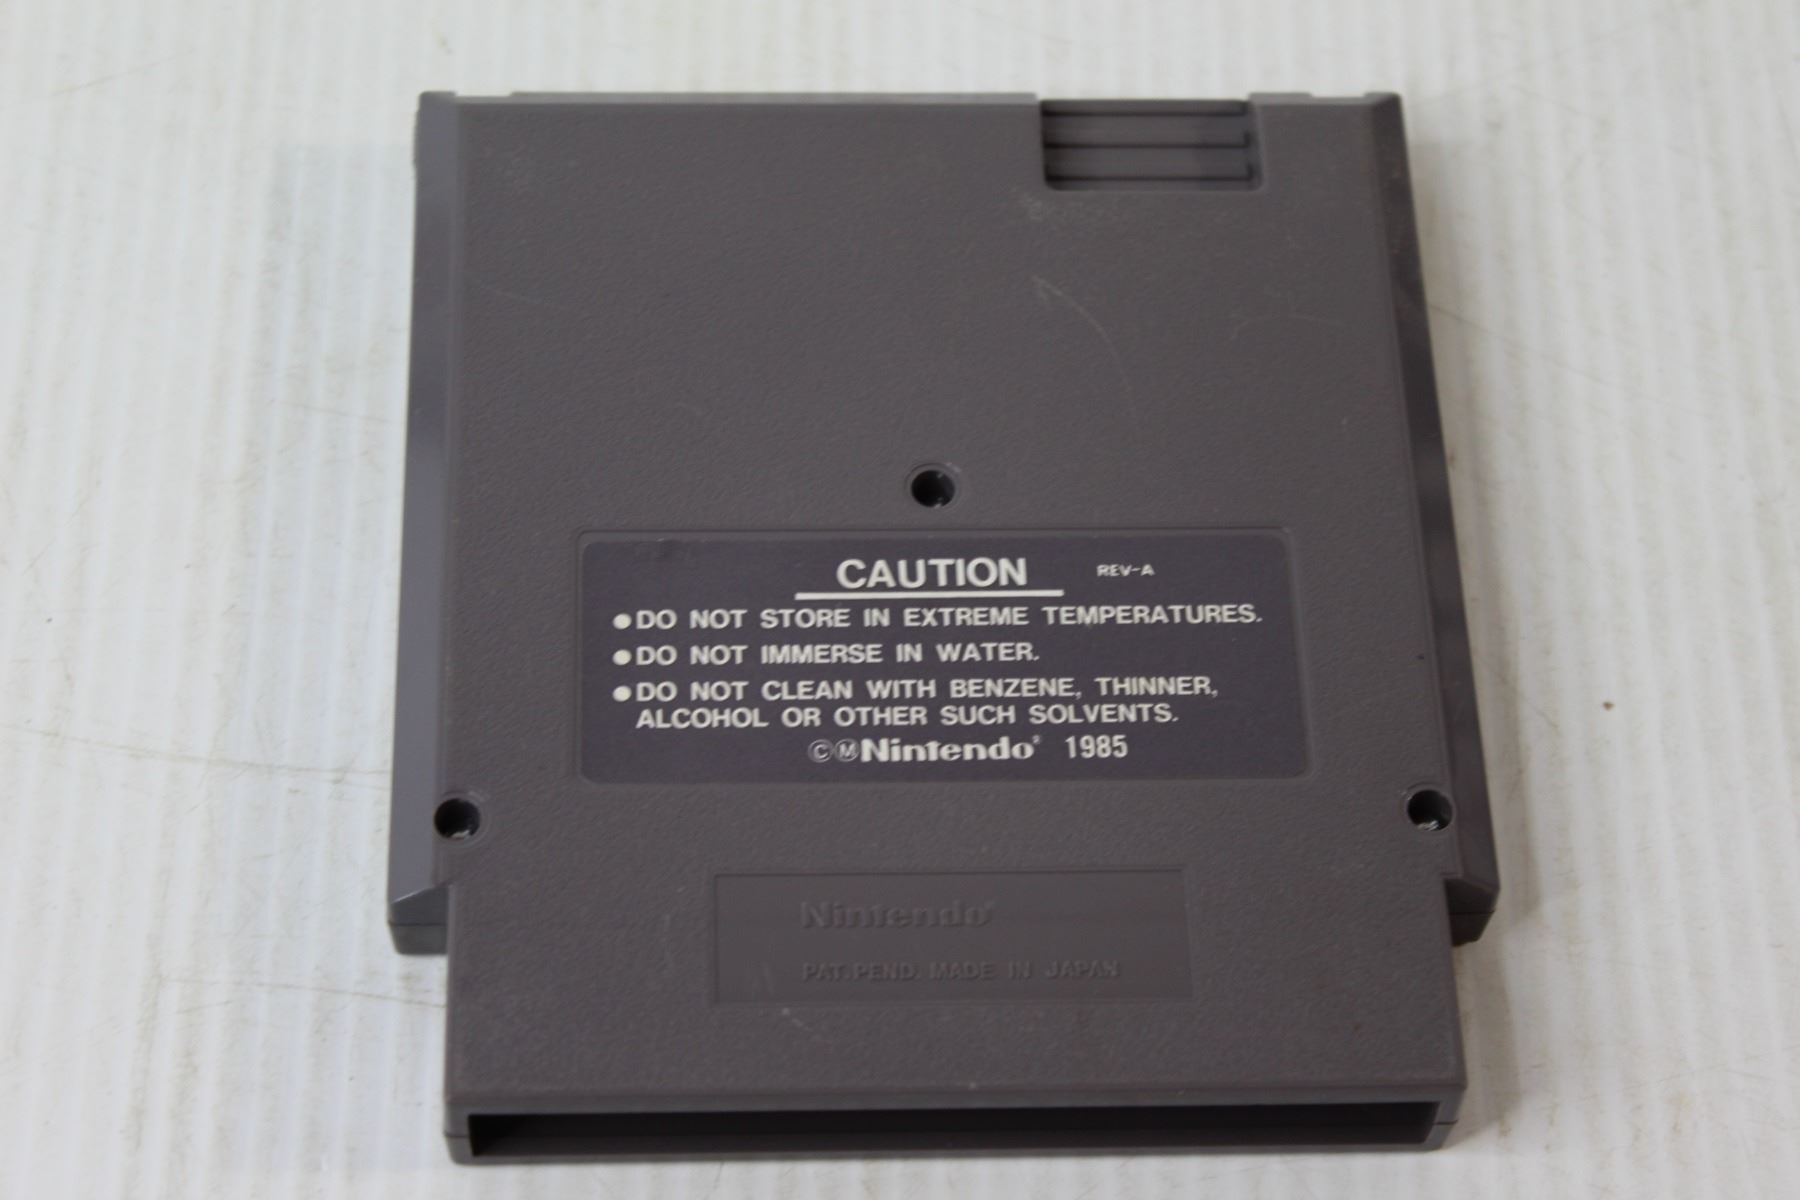 CAUTION REV-A
●DO NOT STORE IN EXTREME TEMPERATURES.
●DO NOT IMMERSE IN WATER.
●DO NOT CLEAN WITH BENZENE, THINNER,
ALCOHOL OR OTHER SUCH SOLVENTS.
ⒸⓂNintendo® 1985
Nintendo®
PAT. PEND. MADE IN JAPAN